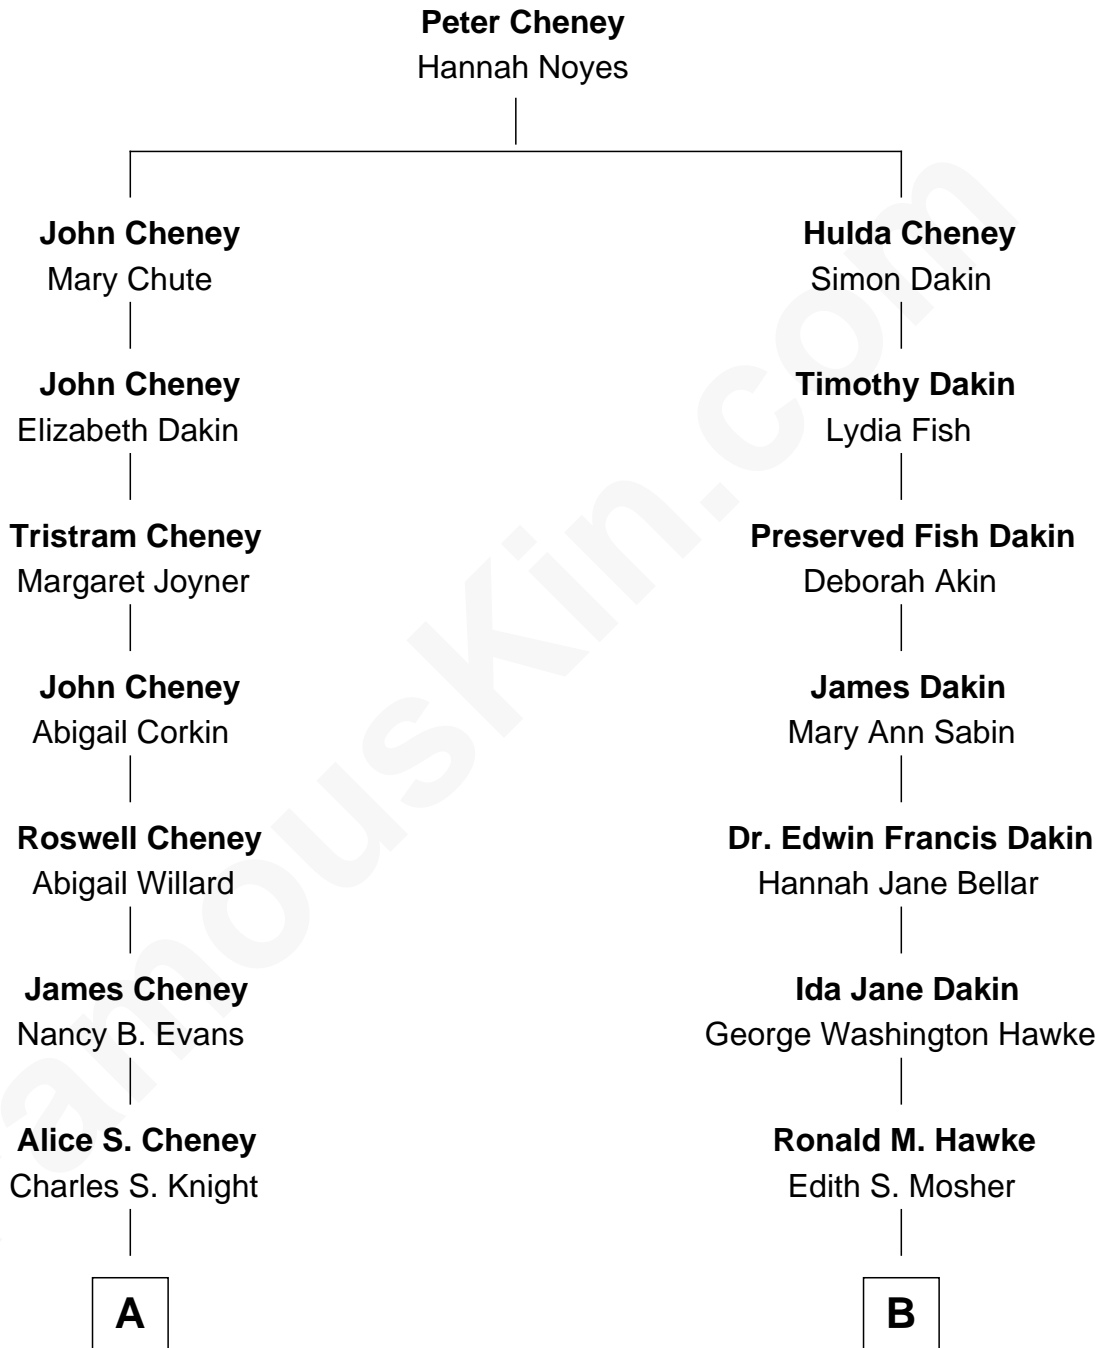 Peter Cheney
Hannah Noyes
John Cheney
Mary Chute
Hulda Cheney
Simon Dakin
John Cheney
Elizabeth Dakin
Timothy Dakin
Lydia Fish
Tristram Cheney
Margaret Joyner
Preserved Fish Dakin
Deborah Akin
John Cheney
Abigail Corkin
James Dakin
Mary Ann Sabin
Roswell Cheney
Abigail Willard
Dr. Edwin Francis Dakin
Hannah Jane Bellar
James Cheney
Nancy B. Evans
Ida Jane Dakin
George Washington Hawke
Alice S. Cheney
Charles S. Knight
Ronald M. Hawke
Edith S. Mosher
A
B
amousKin.com